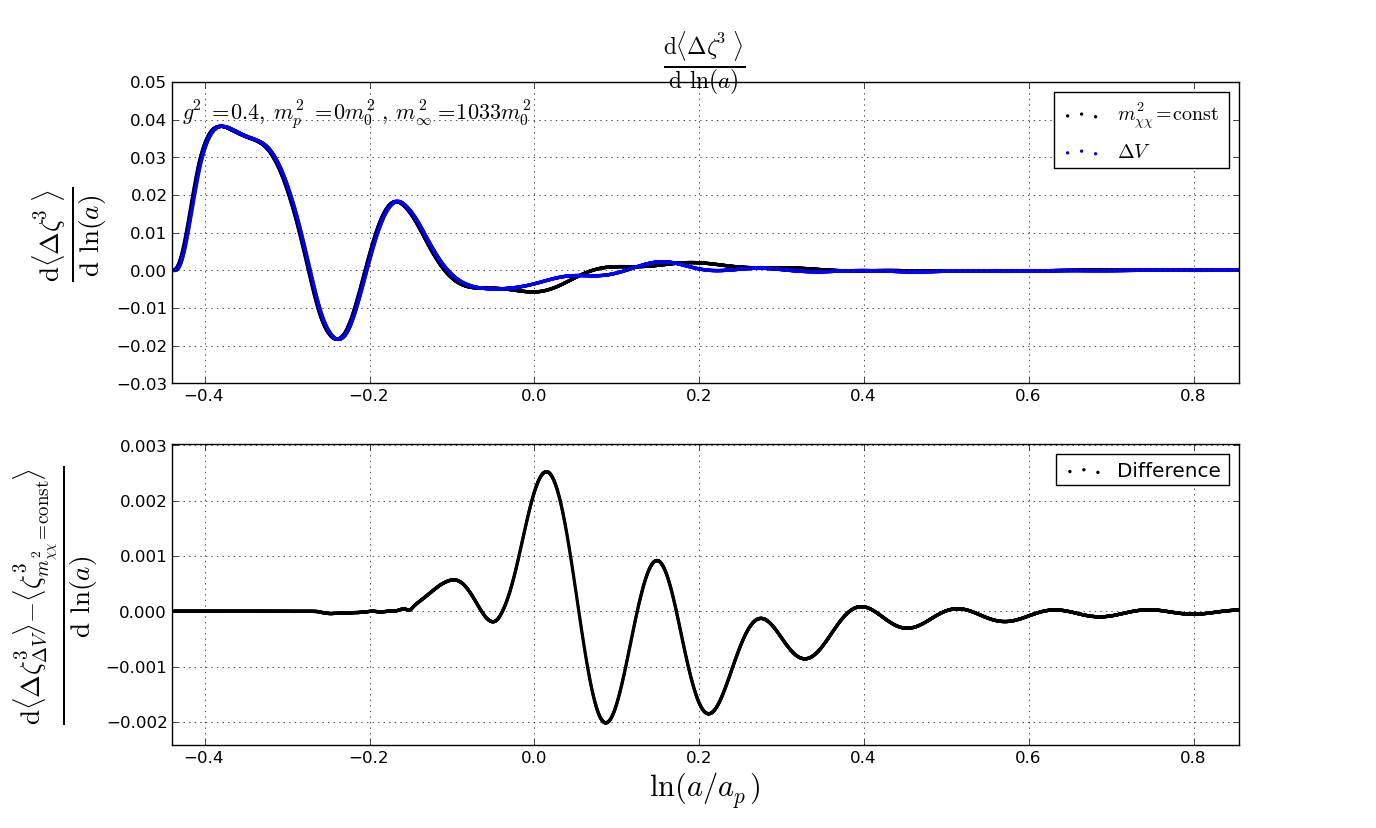 d⟨Δζ³ ⟩
d ln(a)
g² =0.4, m_p² =0m_0² , m_∞² =1033m_0²
m_χχ² =const
ΔV
0.05
0.04
0.03
0.02
0.01
0.00
−0.01
−0.02
−0.03
d⟨Δζ³ ⟩
d ln(a)
−0.4 −0.2 0.0 0.2 0.4 0.6 0.8
Difference
0.003
0.002
0.001
0.000
−0.001
−0.002
d⟨Δζ³_ΔV⟩−⟨ζ³_m²_χχ=const⟩
d ln(a)
−0.4 −0.2 0.0 0.2 0.4 0.6 0.8
ln(a/a_p)